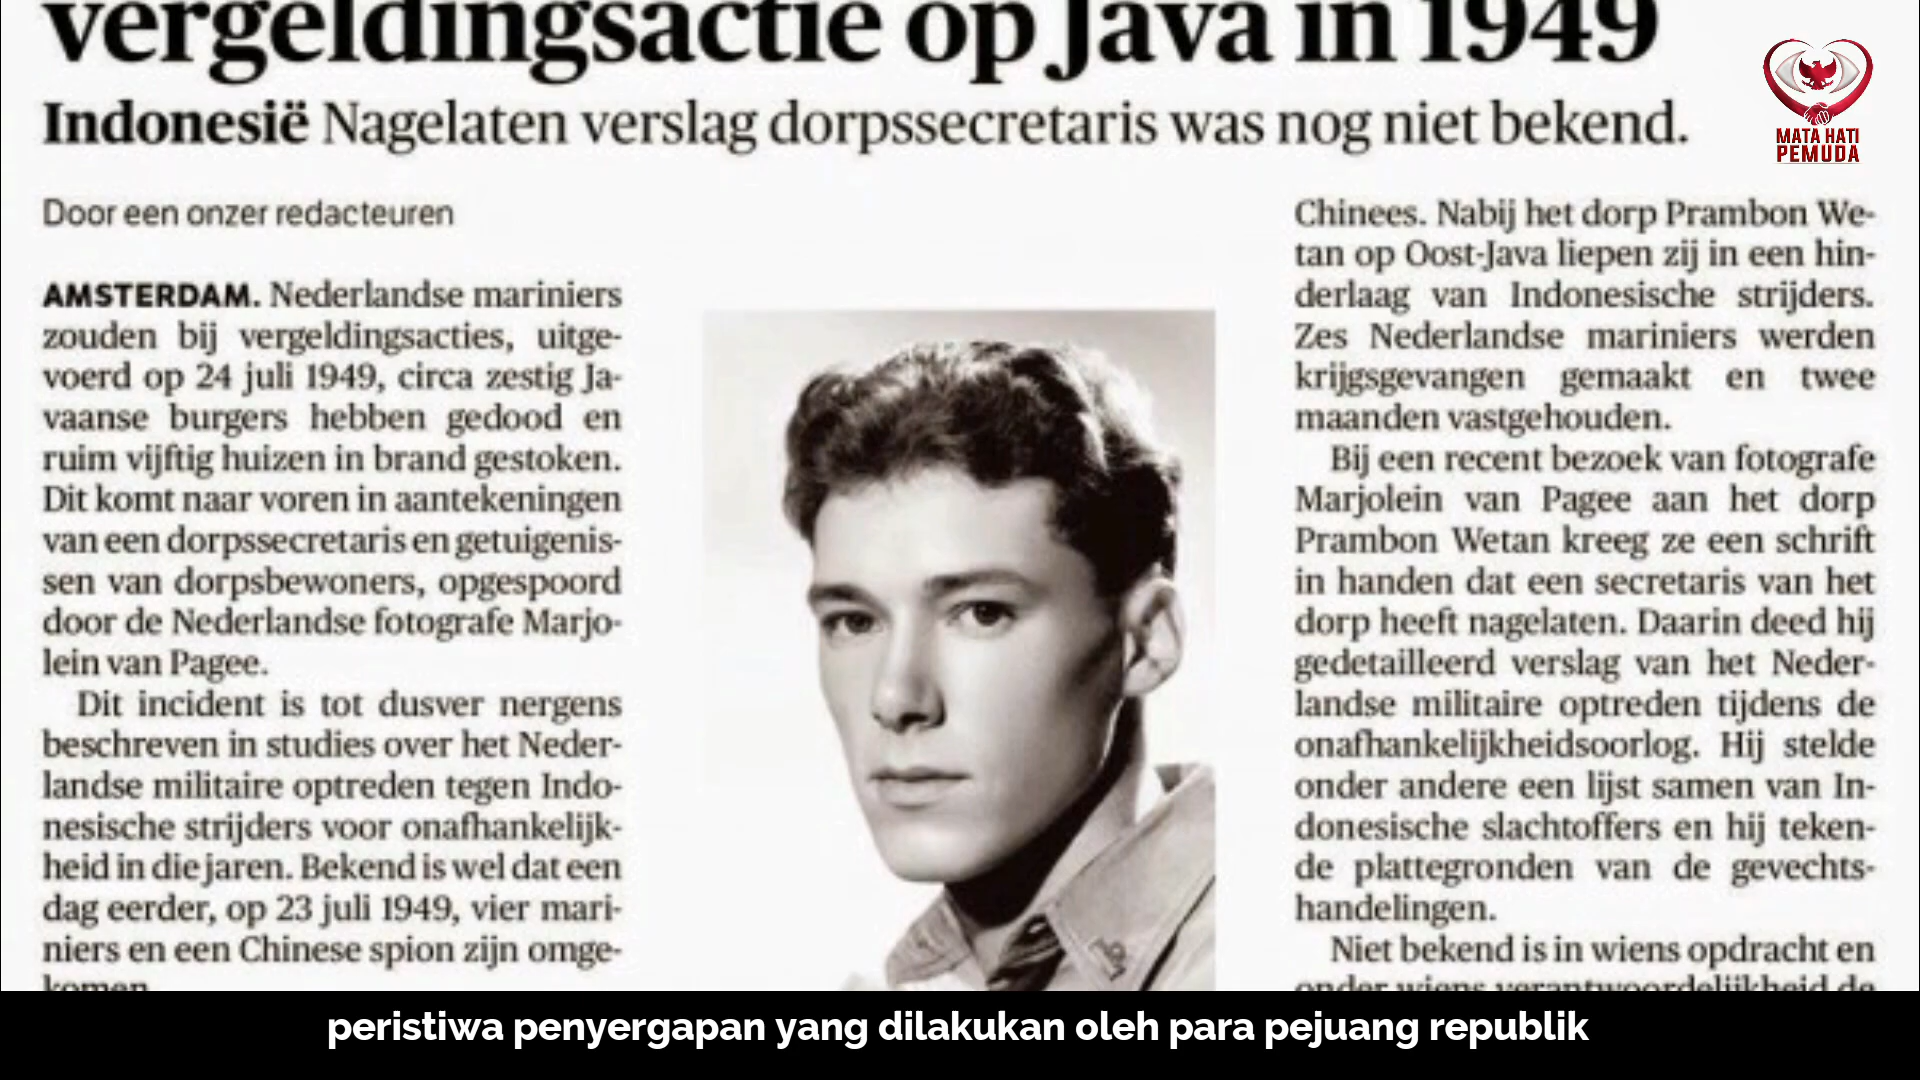 vergeldingsactie op Java in 1949
Indonesië Nagelaten verslag dorpssecretaris was nog niet bekend.
MATA HATI
PEMUDA
Door een onzer redacteuren
AMSTERDAM. Nederlandse mariniers
zouden bij vergeldingsacties, uitge-
voerd op 24 juli 1949, circa zestig Ja-
vaanse burgers hebben gedood en
ruim vijftig huizen in brand gestoken.
Dit komt naar voren in aantekeningen
van een dorpssecretaris en getuigenis-
sen van dorpsbewoners, opgespoord
door de Nederlandse fotografe Marjo-
lein van Pagee.
Dit incident is tot dusver nergens
beschreven in studies over het Neder-
landse militaire optreden tegen Indo-
nesische strijders voor onafhankelijk-
heid in die jaren. Bekend is wel dat een
dag eerder, op 23 juli 1949, vier mari-
niers en een Chinese spion zijn omge-
komen
Chinees. Nabij het dorp Prambon We-
tan op Oost-Java liepen zij in een hin-
derlaag van Indonesische strijders.
Zes Nederlandse mariniers werden
krijgsgevangen gemaakt en twee
maanden vastgehouden.
Bij een recent bezoek van fotografe
Marjolein van Pagee aan het dorp
Prambon Wetan kreeg ze een schrift
in handen dat een secretaris van het
dorp heeft nagelaten. Daarin deed hij
gedetailleerd verslag van het Neder-
landse militaire optreden tijdens de
onafhankelijkheidsoorlog. Hij stelde
onder andere een lijst samen van In-
donesische slachtoffers en hij teken-
de plattegronden van de gevechts-
handelingen.
Niet bekend is in wiens opdracht en
onder wiens verantwoordelijkheid de
peristiwa penyergapan yang dilakukan oleh para pejuang republik